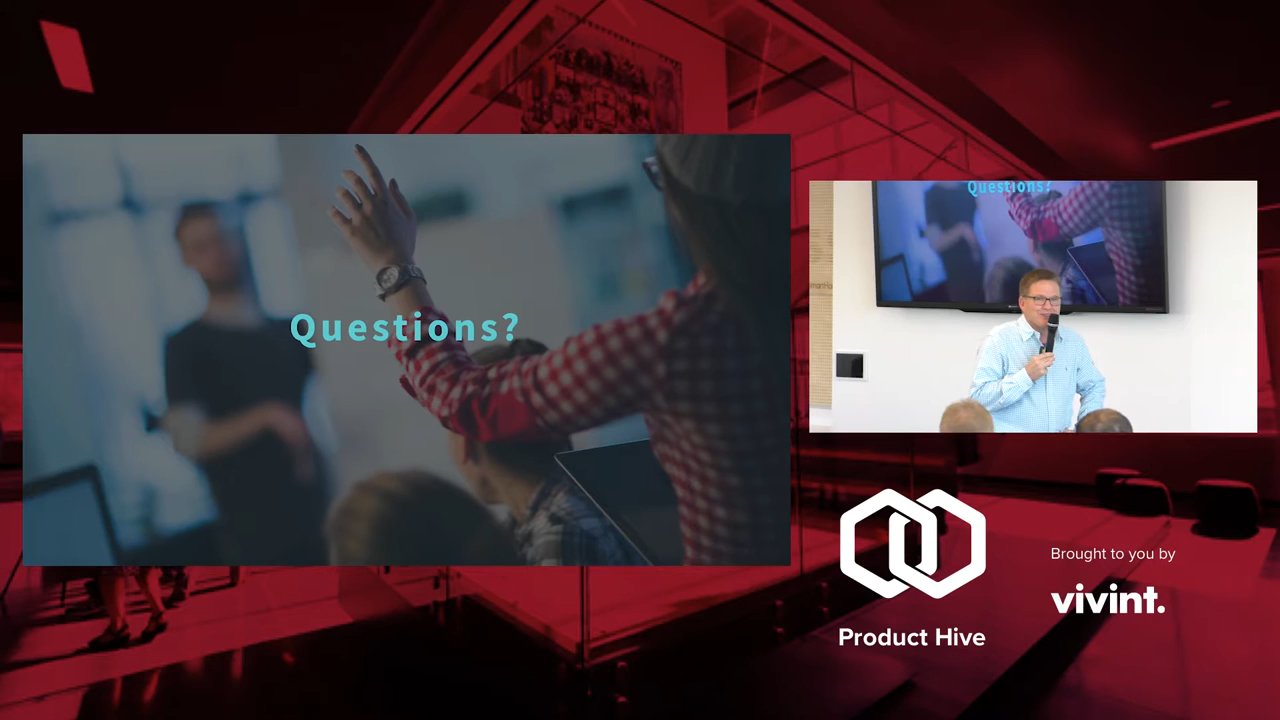 Questions?
Questions?
Product Hive
Brought to you by
vivint.